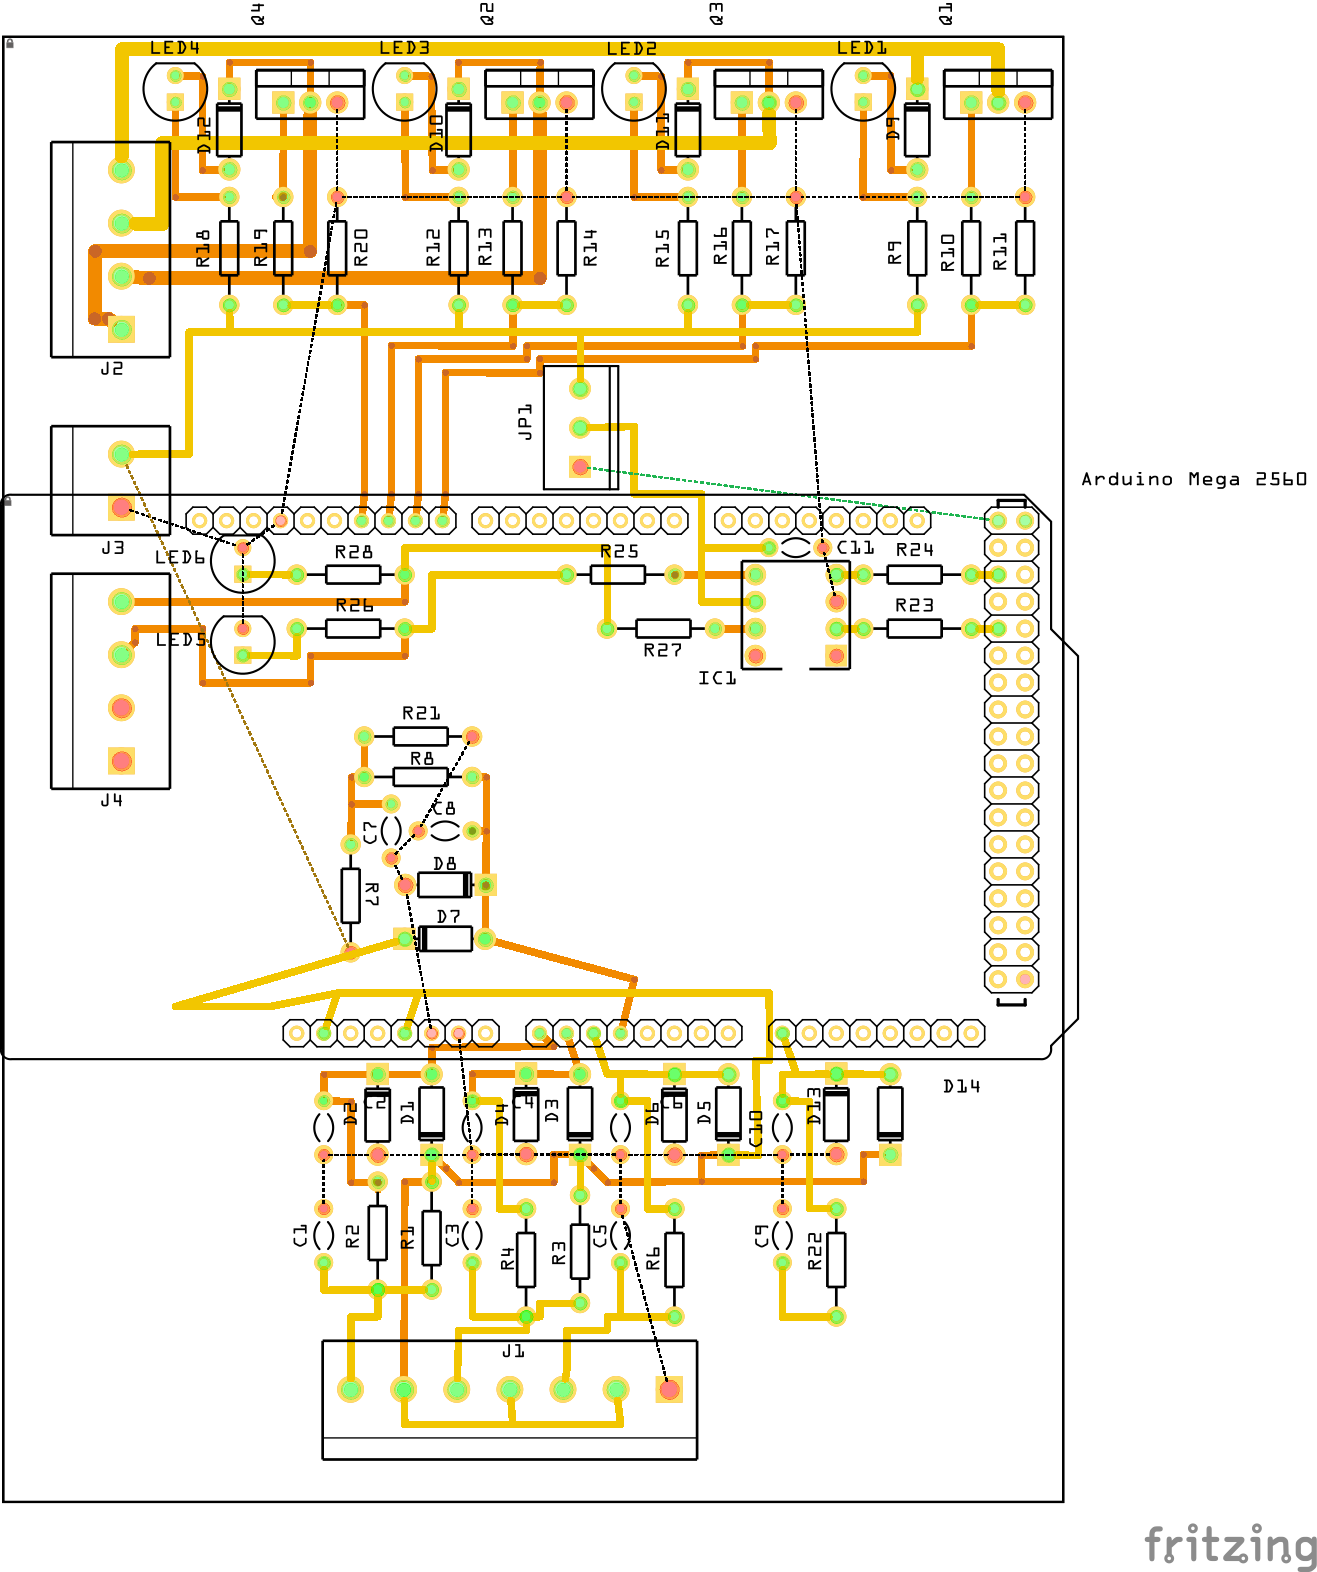 Q4
Q2
Q3
Q1
LED4
LED3
LED2
LED1
D12
D10
D11
D9
R18
R19
R20
R12
R13
R14
R15
R16
R17
R9
R10
R11
J2
JP1
Arduino Mega 2560
J3
LED6
R28
R25
C11
R24
R26
R23
LED5
R27
IC1
R21
R8
J4
C8
C7
D8
R7
D7
D14
D2
C2
D1
D4
C4
D3
D6
C6
D5
C10
D13
C1
R2
R1
C3
R4
R3
C5
R6
C9
R22
J1
fritzing